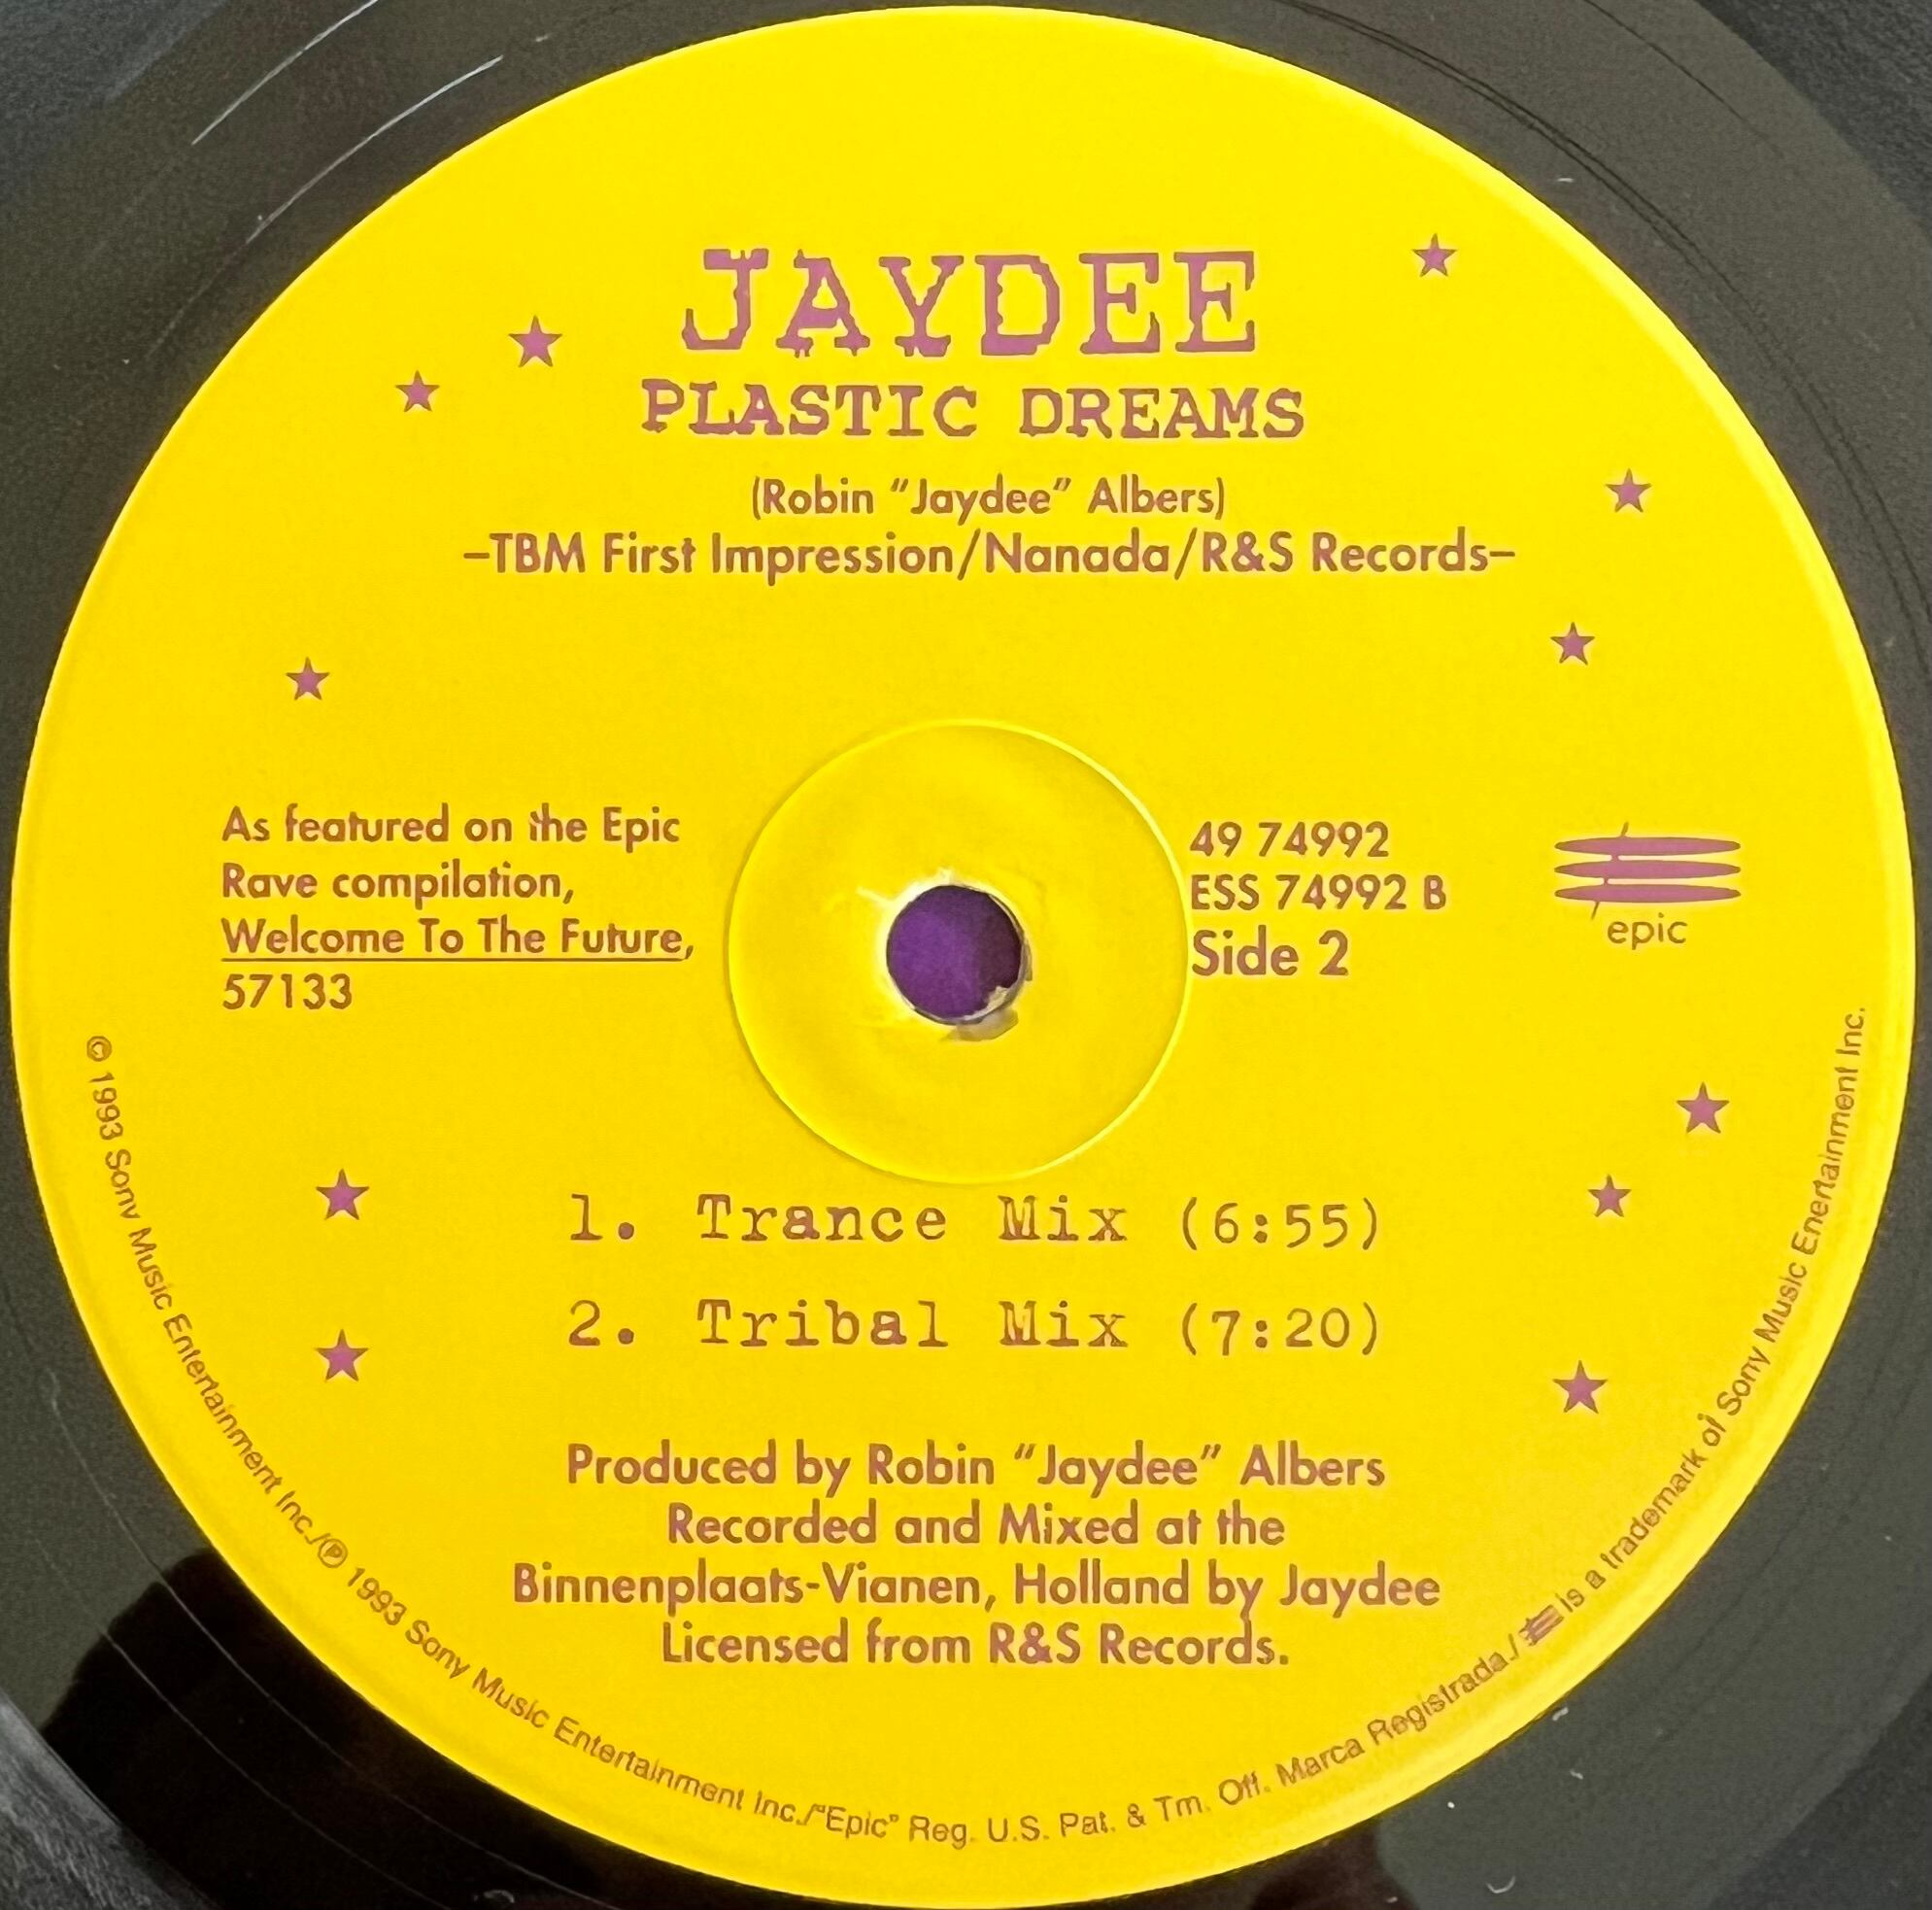 JAYDEE
PLASTIC DREAMS
(Robin “Jaydee” Albers)
–TBM First Impression/Nanada/R&S Records–
As featured on the Epic
Rave compilation,
Welcome To The Future,
57133
49 74992
ESS 74992 B
Side 2
epic
1. Trance Mix (6:55)
2. Tribal Mix (7:20)
Produced by Robin “Jaydee” Albers
Recorded and Mixed at the
Binnenplaats-Vianen, Holland by Jaydee
Licensed from R&S Records.
© 1993 Sony Music Entertainment Inc./℗ 1993 Sony Music Entertainment Inc./“Epic” Reg. U.S. Pat. & Tm. Off. Marca Registrada./ is a trademark of Sony Music Entertainment Inc.